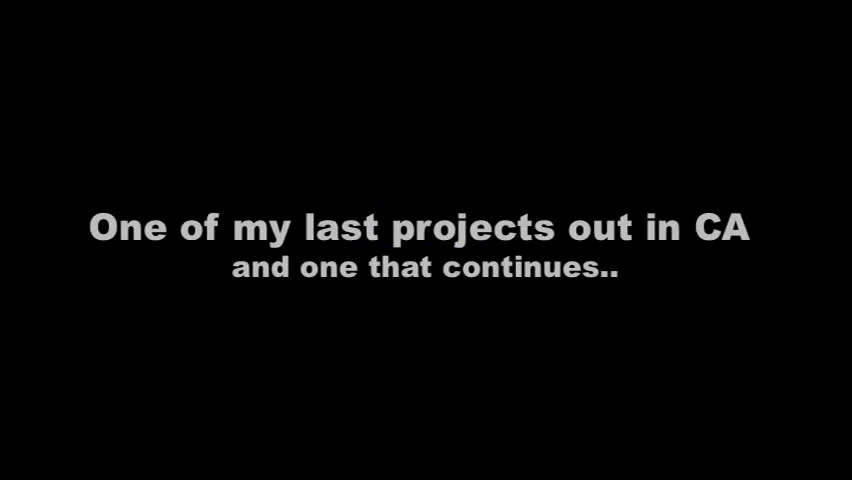 One of my last projects out in CA
and one that continues..